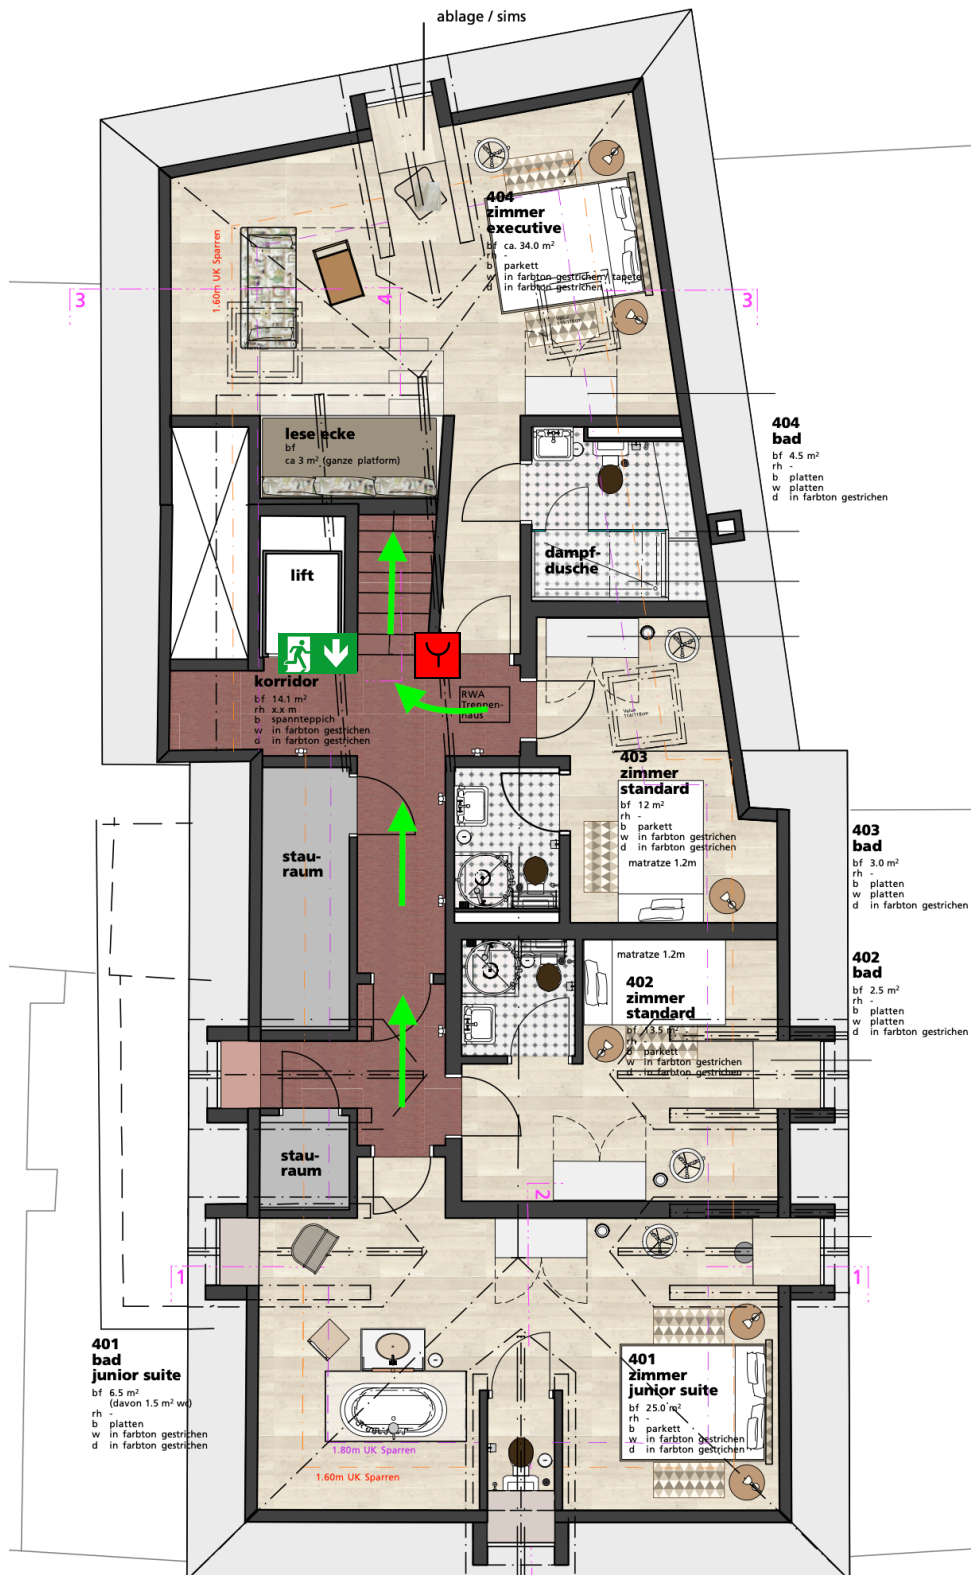 ablage / sims
404
zimmer
executive
bf ca. 34.0 m²
rh -
b parkett
w in farbton gestrichen / tapete
d in farbton gestrichen
1.60m UK Sparren
3
4
3
lese ecke
bf
ca 3 m² (ganze platform)
404
bad
bf 4.5 m²
rh -
b platten
w platten
d in farbton gestrichen
dampf-
dusche
lift
korridor
bf 14.1 m²
rh x.x m
b spannteppich
w in farbton gestrichen
d in farbton gestrichen
RWA
Treppen-
haus
403
zimmer
standard
bf 12 m²
rh -
b parkett
w in farbton gestrichen
d in farbton gestrichen
matratze 1.2m
403
bad
bf 3.0 m²
rh -
b platten
w platten
d in farbton gestrichen
stau-
raum
matratze 1.2m
402
zimmer
standard
bf 13.5 m²
rh -
b parkett
w in farbton gestrichen
d in farbton gestrichen
402
bad
bf 2.5 m²
rh -
b platten
w platten
d in farbton gestrichen
stau-
raum
2
1
1
401
bad
junior suite
bf 6.5 m²
(davon 1.5 m² wc)
rh -
b platten
w in farbton gestrichen
d in farbton gestrichen
401
zimmer
junior suite
bf 25.0 m²
rh -
b parkett
w in farbton gestrichen
d in farbton gestrichen
1.80m UK Sparren
1.60m UK Sparren